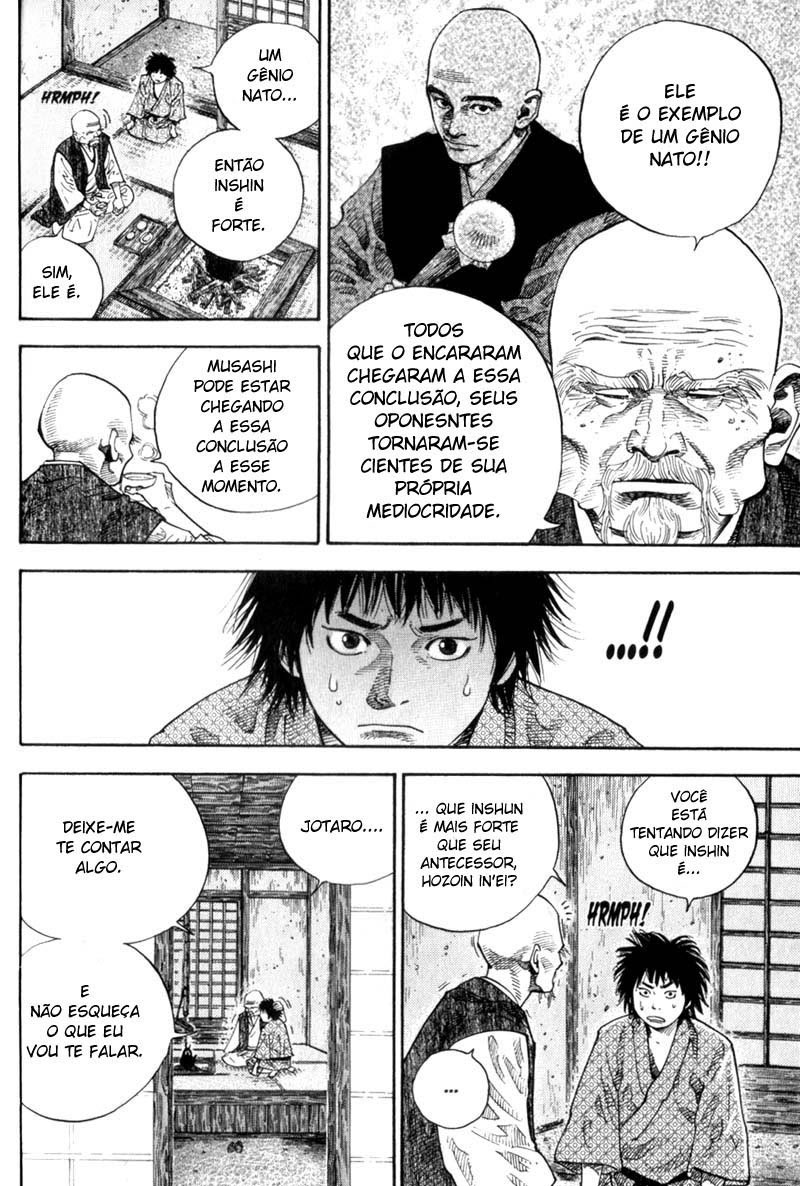 ELE
É O EXEMPLO
DE UM GÊNIO
NATO!!
TODOS
QUE O ENCARARAM
CHEGARAM A ESSA
CONCLUSÃO, SEUS
OPONESNTES
TORNARAM-SE
CIENTES DE SUA
PRÓPRIA
MEDIOCRIDADE.
UM
GÊNIO
NATO...
HRMPH!
ENTÃO
INSHIN
É
FORTE.
SIM,
ELE É.
MUSASHI
PODE ESTAR
CHEGANDO
A ESSA
CONCLUSÃO
A ESSE
MOMENTO.
.....!!
VOCÊ
ESTÁ
TENTANDO DIZER
QUE INSHIN
É...
... QUE INSHUN
É MAIS FORTE
QUE SEU
ANTECESSOR,
HOZOIN IN'EI?
HRMPH!
...
JOTARO....
DEIXE-ME
TE CONTAR
ALGO.
E
NÃO ESQUEÇA
O QUE EU
VOU TE FALAR.